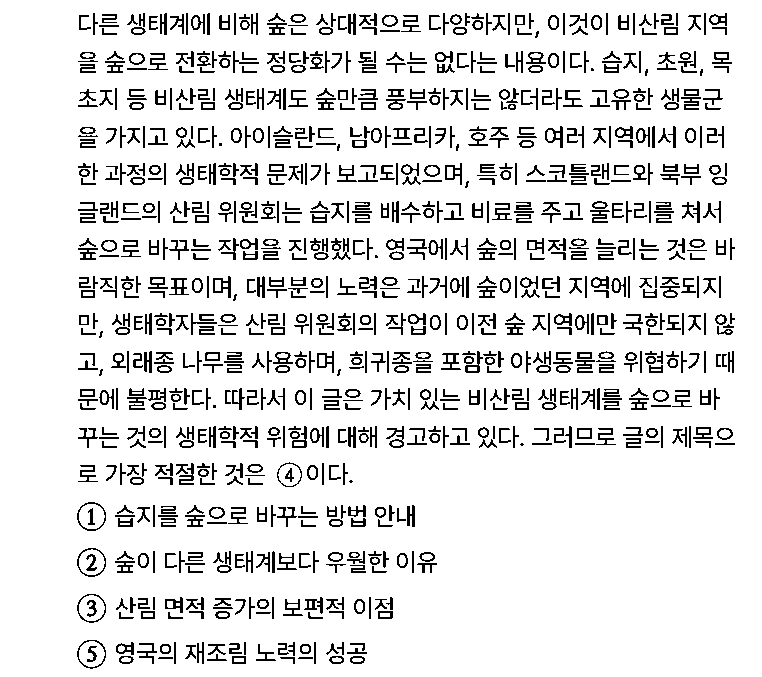 다른 생태계에 비해 숲은 상대적으로 다양하지만, 이것이 비산림 지역
을 숲으로 전환하는 정당화가 될 수는 없다는 내용이다. 습지, 초원, 목
초지 등 비산림 생태계도 숲만큼 풍부하지는 않더라도 고유한 생물군
을 가지고 있다. 아이슬란드, 남아프리카, 호주 등 여러 지역에서 이러
한 과정의 생태학적 문제가 보고되었으며, 특히 스코틀랜드와 북부 잉
글랜드의 산림 위원회는 습지를 배수하고 비료를 주고 울타리를 쳐서
숲으로 바꾸는 작업을 진행했다. 영국에서 숲의 면적을 늘리는 것은 바
람직한 목표이며, 대부분의 노력은 과거에 숲이었던 지역에 집중되지
만, 생태학자들은 산림 위원회의 작업이 이전 숲 지역에만 국한되지 않
고, 외래종 나무를 사용하며, 희귀종을 포함한 야생동물을 위협하기 때
문에 불평한다. 따라서 이 글은 가치 있는 비산림 생태계를 숲으로 바
꾸는 것의 생태학적 위험에 대해 경고하고 있다. 그러므로 글의 제목으
로 가장 적절한 것은 ④이다.
① 습지를 숲으로 바꾸는 방법 안내
② 숲이 다른 생태계보다 우월한 이유
③ 산림 면적 증가의 보편적 이점
⑤ 영국의 재조림 노력의 성공